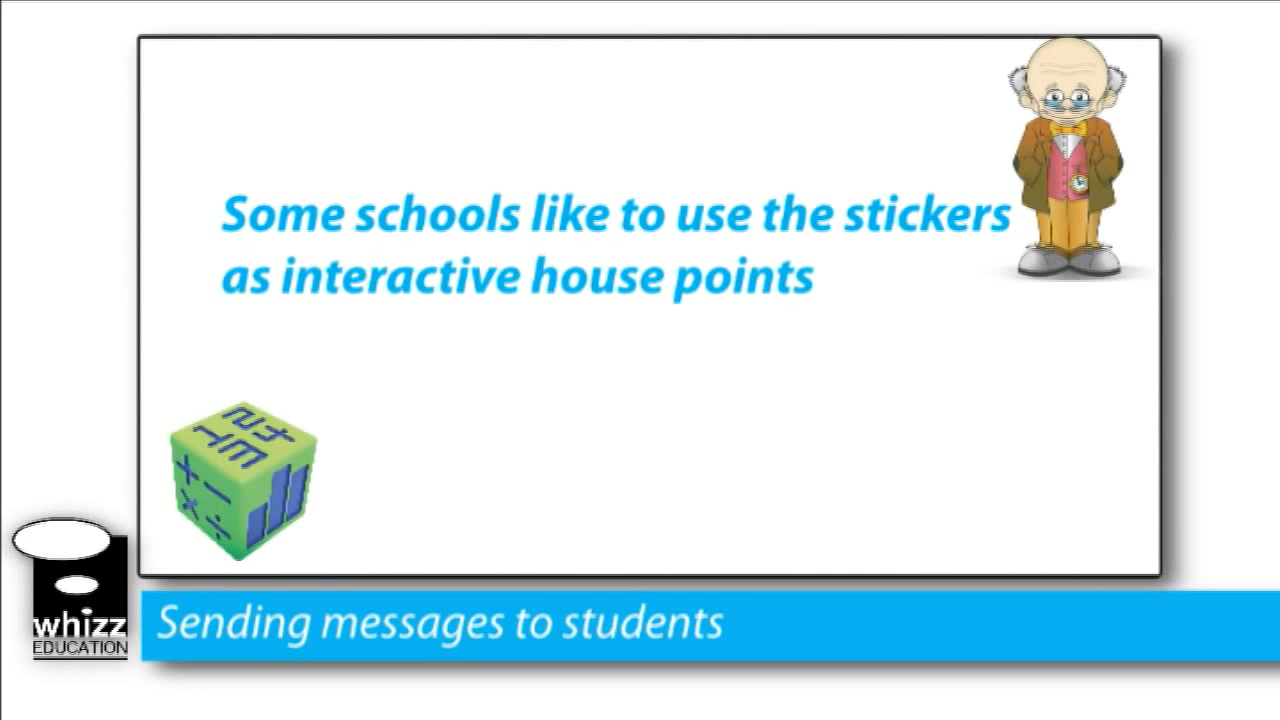 Some schools like to use the stickers
as interactive house points
whizz
EDUCATION
Sending messages to students